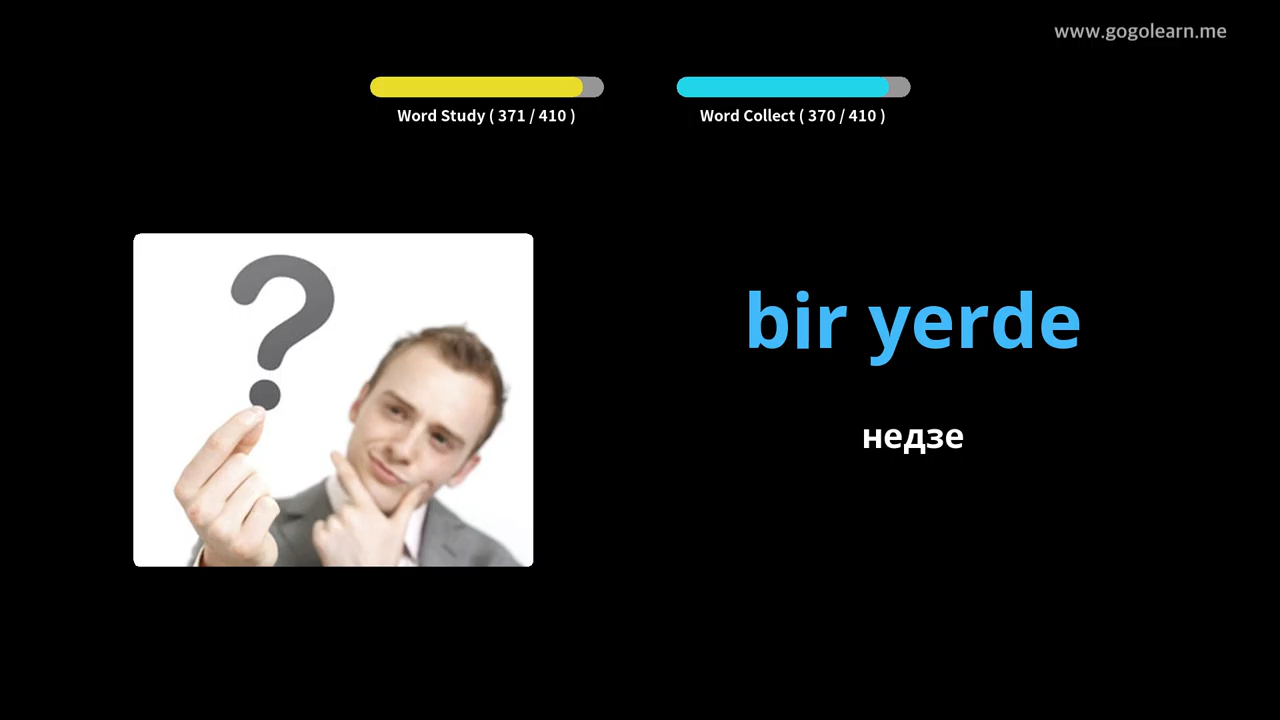 www.gogolearn.me
Word Study ( 371 / 410 )
Word Collect ( 370 / 410 )
bir yerde
недзе